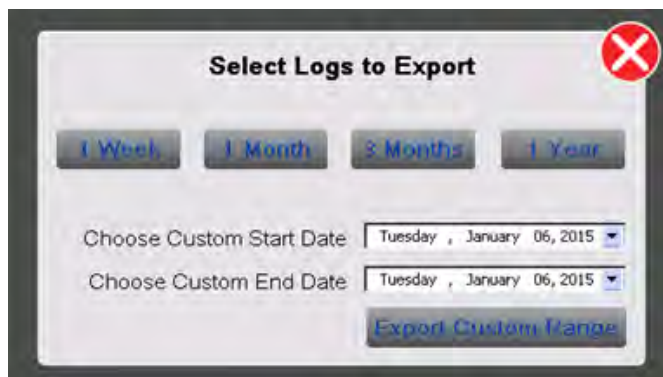 Select Logs to Export
1 Week 1 Month 3 Months 1 Year
Choose Custom Start Date Tuesday , January 06, 2015
Choose Custom End Date Tuesday , January 06, 2015
Export Custom Range